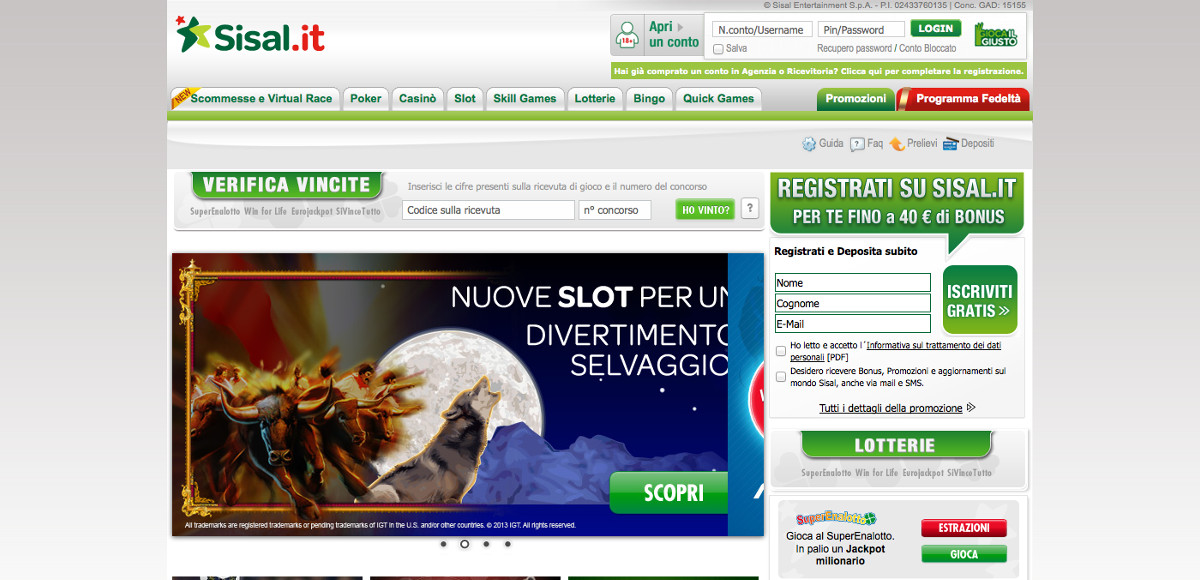 © Sisal Entertainment S.p.A. - P.I. 02433760135 | Conc. GAD: 15155
Sisal.it
Apri
un conto
18+
N.conto/Username
Pin/Password
LOGIN
Salva
Recupero password / Conto Bloccato
GIOCA IL
GIUSTO
Hai già comprato un conto in Agenzia o Ricevitoria? Clicca qui per completare la registrazione.
NEW
Scommesse e Virtual Race
Poker
Casinò
Slot
Skill Games
Lotterie
Bingo
Quick Games
Promozioni
Programma Fedeltà
Guida
Faq
Prelievi
Depositi
VERIFICA VINCITE
SuperEnalotto Win for Life Eurojackpot SiVinceTutto
Inserisci le cifre presenti sulla ricevuta di gioco e il numero del concorso
Codice sulla ricevuta
n° concorso
HO VINTO?
?
REGISTRATI SU SISAL.IT
PER TE FINO a 40 € di BONUS
Registrati e Deposita subito
Nome
Cognome
E-Mail
ISCRIVITI
GRATIS »
Ho letto e accetto l´Informativa sul trattamento dei dati
personali [PDF]
Desidero ricevere Bonus, Promozioni e aggiornamenti sul
mondo Sisal, anche via mail e SMS.
Tutti i dettagli della promozione
NUOVE SLOT PER UN
DIVERTIMENTO
SELVAGGIO
SCOPRI
All trademarks are registered trademarks or pending trademarks of IGT in the U.S. and/or other countries. © 2013 IGT. All rights reserved.
LOTTERIE
SuperEnalotto Win for Life Eurojackpot SiVinceTutto
SuperEnalotto
Gioca al SuperEnalotto.
In palio un Jackpot
milionario
ESTRAZIONI
GIOCA